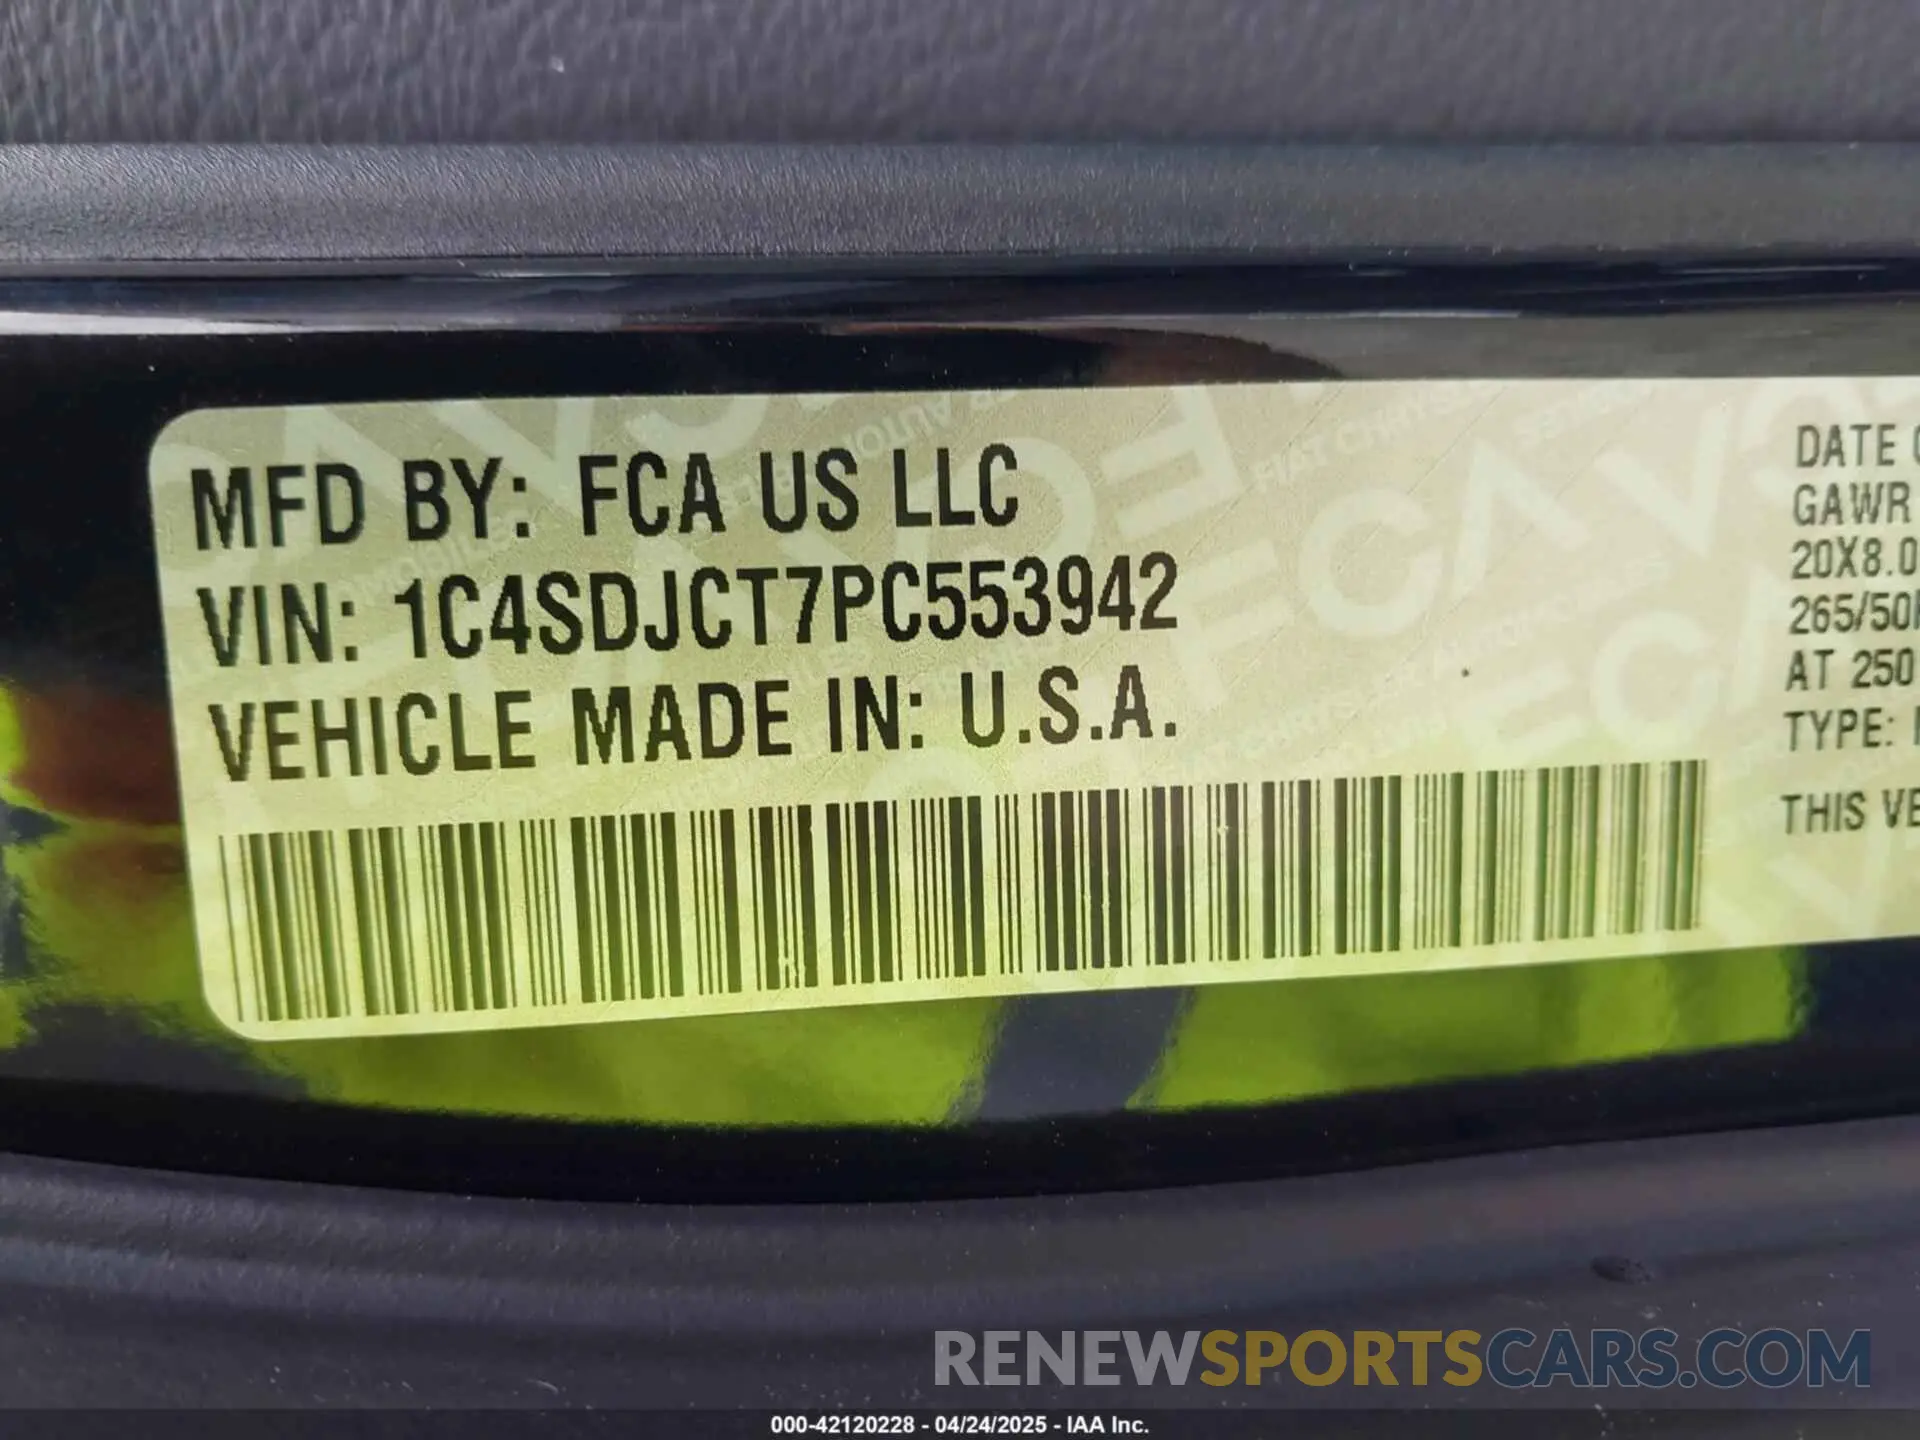 MFD BY: FCA US LLC
VIN: 1C4SDJCT7PC553942
VEHICLE MADE IN: U.S.A.
DATE
GAWR
20X8.0
265/50
AT 250
TYPE:
THIS VE
RENEWSPORTSCARS.COM
000-42120228 - 04/24/2025 - IAA Inc.